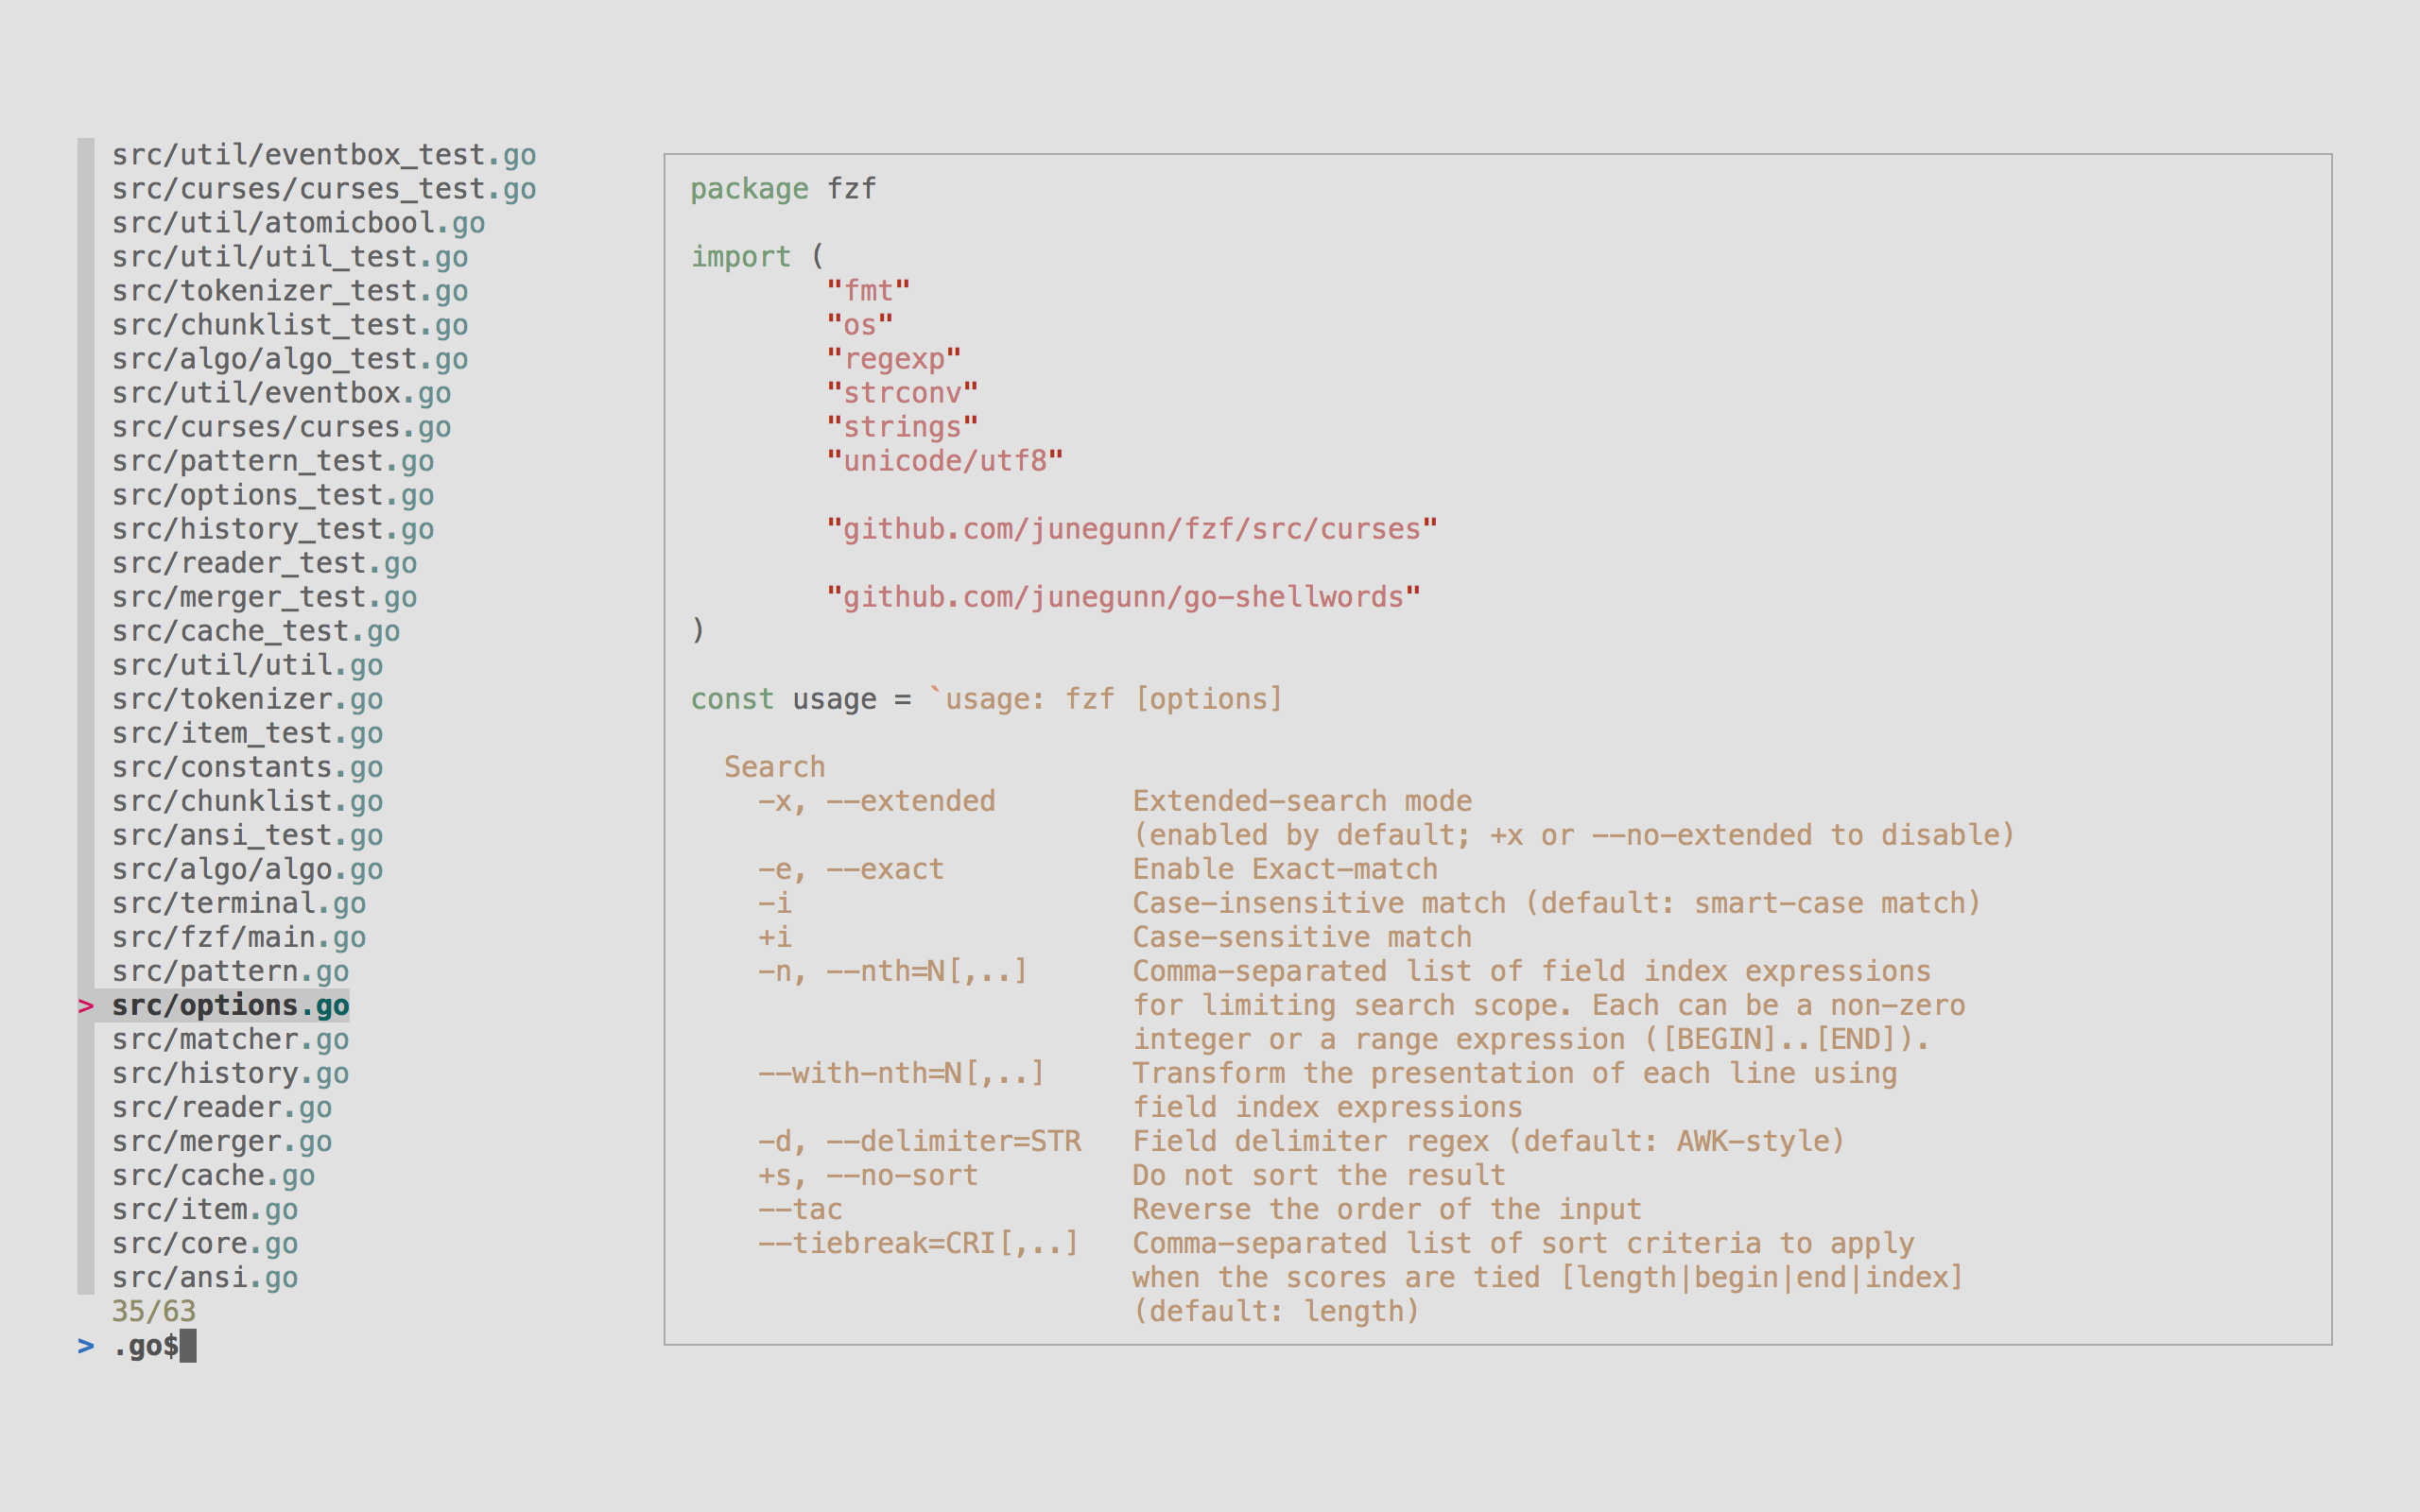 src/util/eventbox_test.go
src/curses/curses_test.go
src/util/atomicbool.go
src/util/util_test.go
src/tokenizer_test.go
src/chunklist_test.go
src/algo/algo_test.go
src/util/eventbox.go
src/curses/curses.go
src/pattern_test.go
src/options_test.go
src/history_test.go
src/reader_test.go
src/merger_test.go
src/cache_test.go
src/util/util.go
src/tokenizer.go
src/item_test.go
src/constants.go
src/chunklist.go
src/ansi_test.go
src/algo/algo.go
src/terminal.go
src/fzf/main.go
src/pattern.go
> src/options.go
src/matcher.go
src/history.go
src/reader.go
src/merger.go
src/cache.go
src/item.go
src/core.go
src/ansi.go
35/63
> .go$
package fzf
import (
"fmt"
"os"
"regexp"
"strconv"
"strings"
"unicode/utf8"
"github.com/junegunn/fzf/src/curses"
"github.com/junegunn/go-shellwords"
)
const usage = `usage: fzf [options]
Search
-x, --extended Extended-search mode
(enabled by default; +x or --no-extended to disable)
-e, --exact Enable Exact-match
-i Case-insensitive match (default: smart-case match)
+i Case-sensitive match
-n, --nth=N[,..] Comma-separated list of field index expressions
for limiting search scope. Each can be a non-zero
integer or a range expression ([BEGIN]..[END]).
--with-nth=N[,..] Transform the presentation of each line using
field index expressions
-d, --delimiter=STR Field delimiter regex (default: AWK-style)
+s, --no-sort Do not sort the result
--tac Reverse the order of the input
--tiebreak=CRI[,..] Comma-separated list of sort criteria to apply
when the scores are tied [length|begin|end|index]
(default: length)